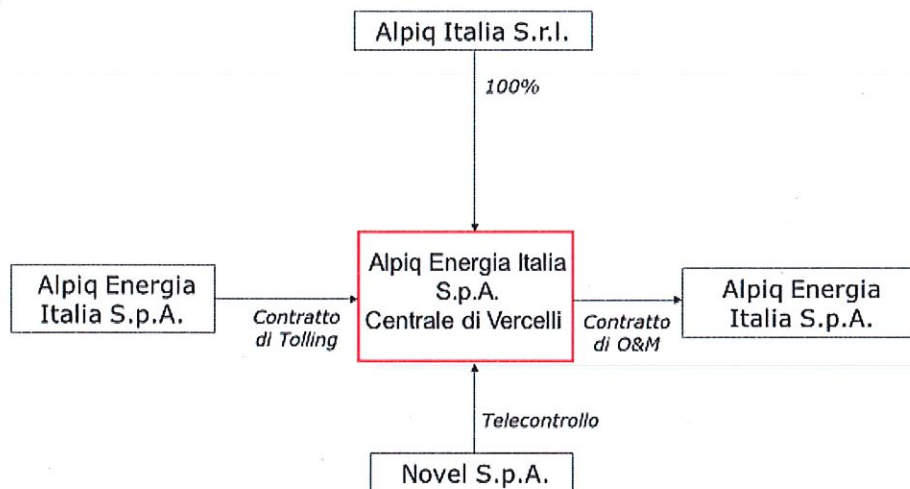 Alpiq Italia S.r.l.
100%
Alpiq Energia
Italia S.p.A.
Contratto
di Tolling
Alpiq Energia Italia
S.p.A.
Centrale di Vercelli
Contratto
di O&M
Alpiq Energia
Italia S.p.A.
Telecontrollo
Novel S.p.A.